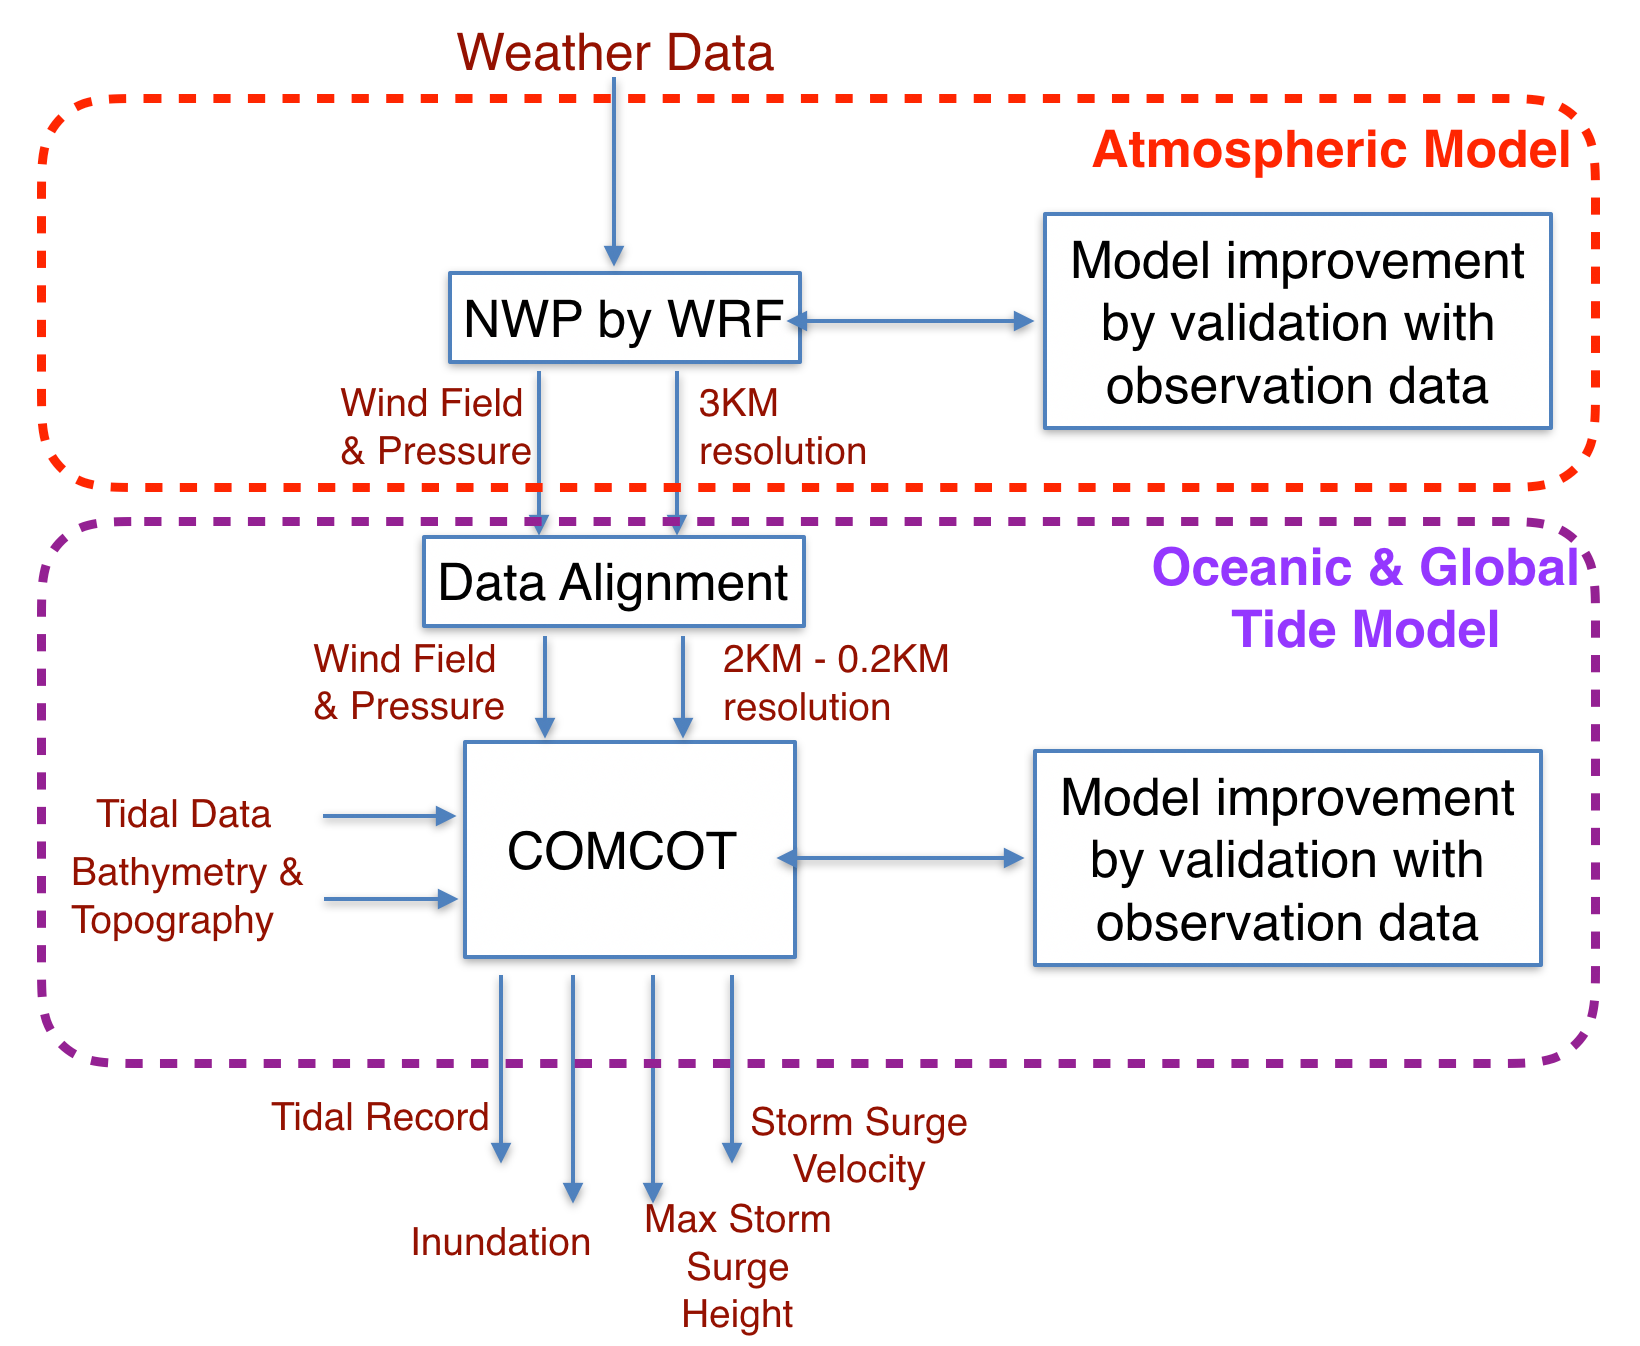 Weather Data
Atmospheric Model
NWP by WRF
Model improvement
by validation with
observation data
Wind Field
& Pressure
3KM
resolution
Data Alignment
Oceanic & Global
Tide Model
Wind Field
& Pressure
2KM - 0.2KM
resolution
Tidal Data
Bathymetry &
Topography
COMCOT
Model improvement
by validation with
observation data
Tidal Record
Storm Surge
Velocity
Inundation
Max Storm
Surge
Height